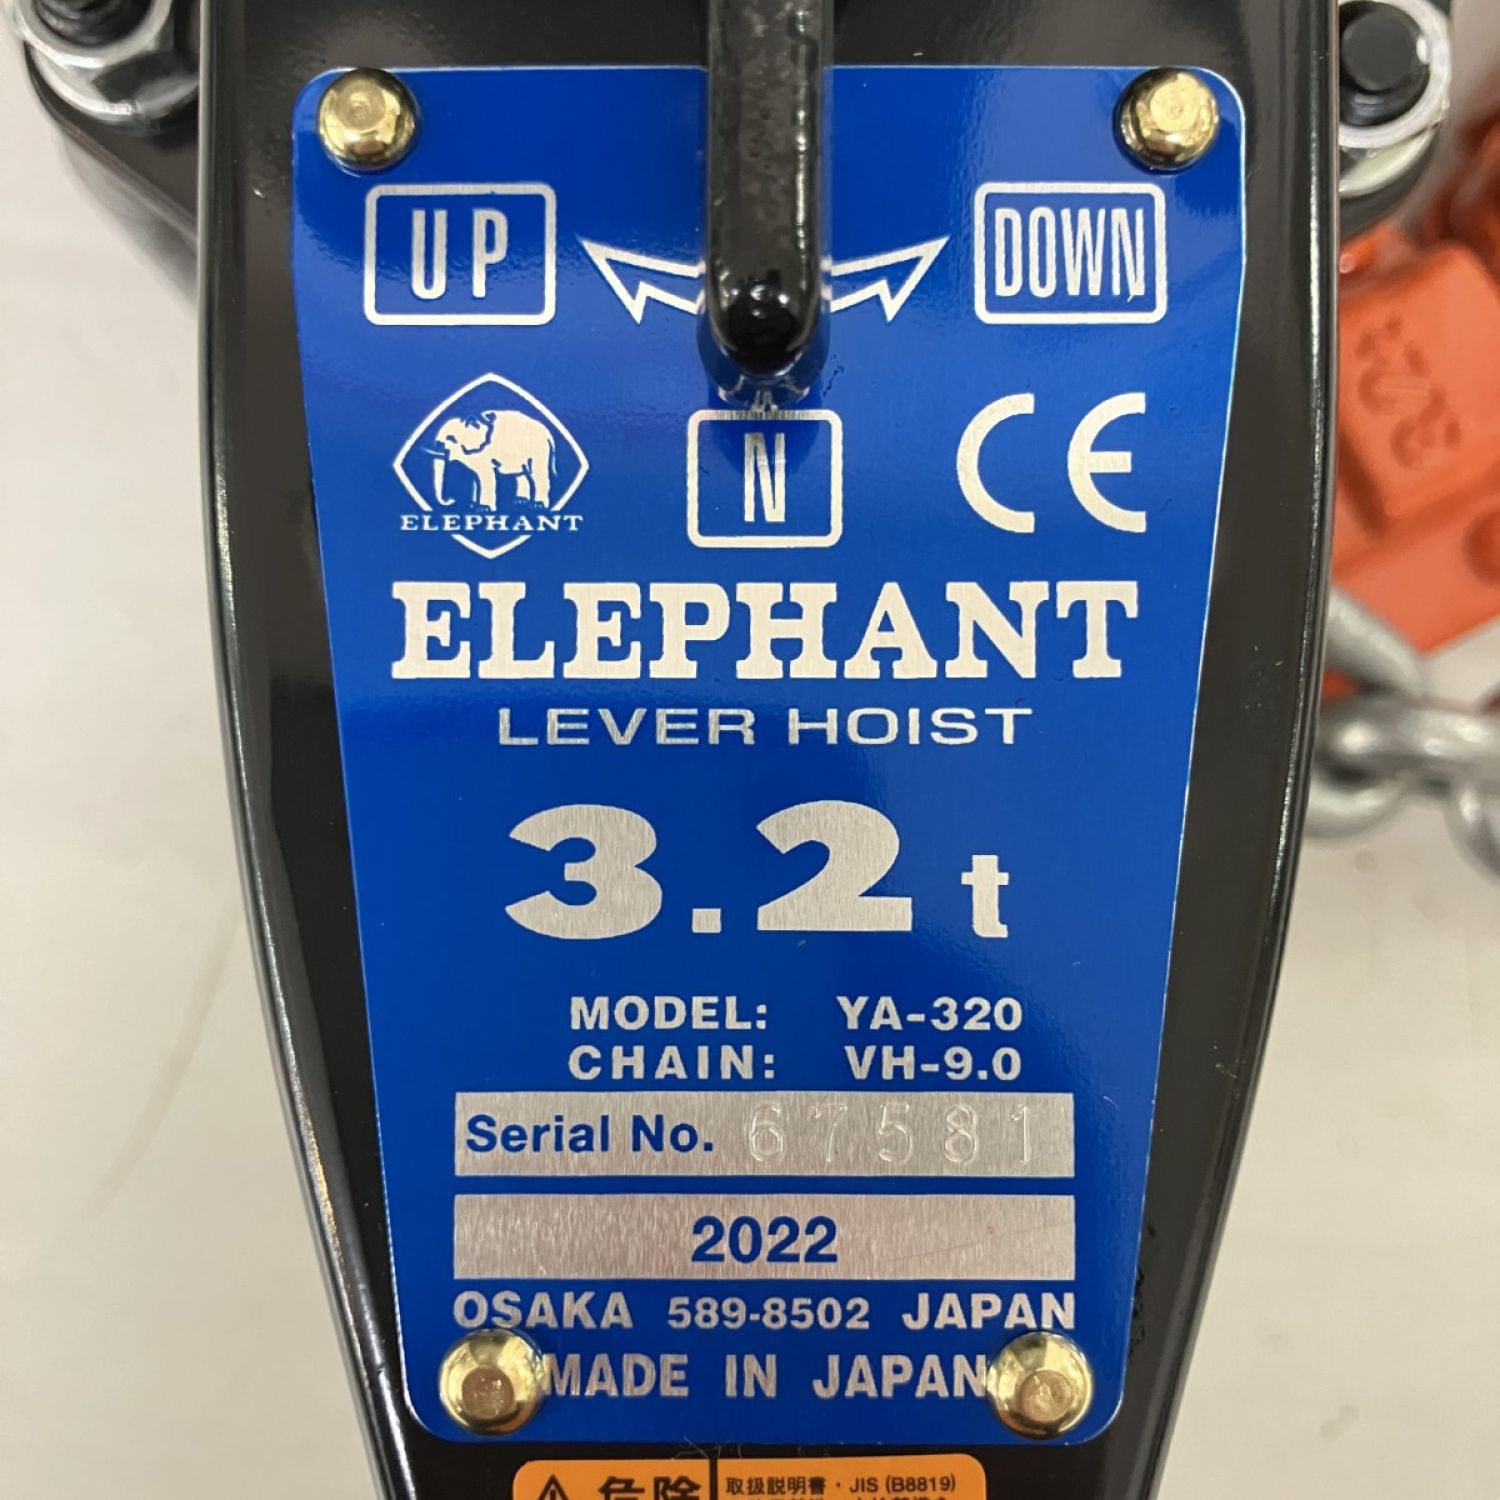 UP DOWN
ELEPHANT N CE
ELEPHANT
LEVER HOIST
3.2 t
MODEL: YA-320
CHAIN: VH-9.0
Serial No. 67581
2022
OSAKA 589-8502 JAPAN
MADE IN JAPAN
危険 取扱説明書・JIS (B8819)